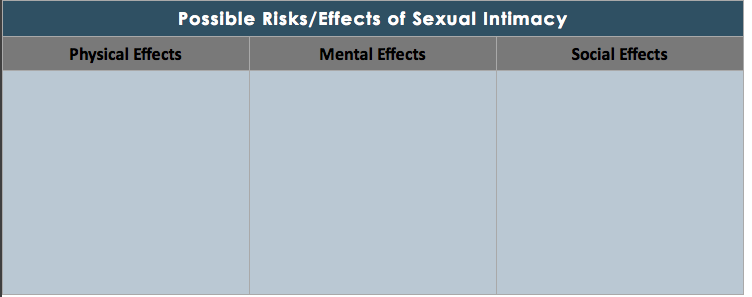 Possible Risks/Effects of Sexual Intimacy
Physical Effects
Mental Effects
Social Effects